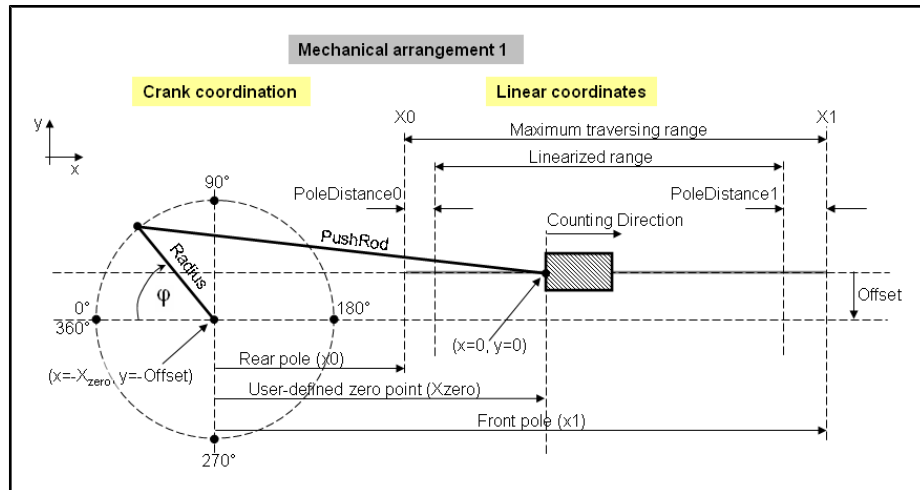 Mechanical arrangement 1
Crank coordination
Linear coordinates
X0
X1
y
x
Maximum traversing range
Linearized range
90°
PoleDistance0
PoleDistance1
Counting Direction
PushRod
Radius
φ
0°
360°
180°
Offset
(x=0, y=0)
Rear pole (x0)
(x=-Xzero, y=-Offset)
User-defined zero point (Xzero)
Front pole (x1)
270°